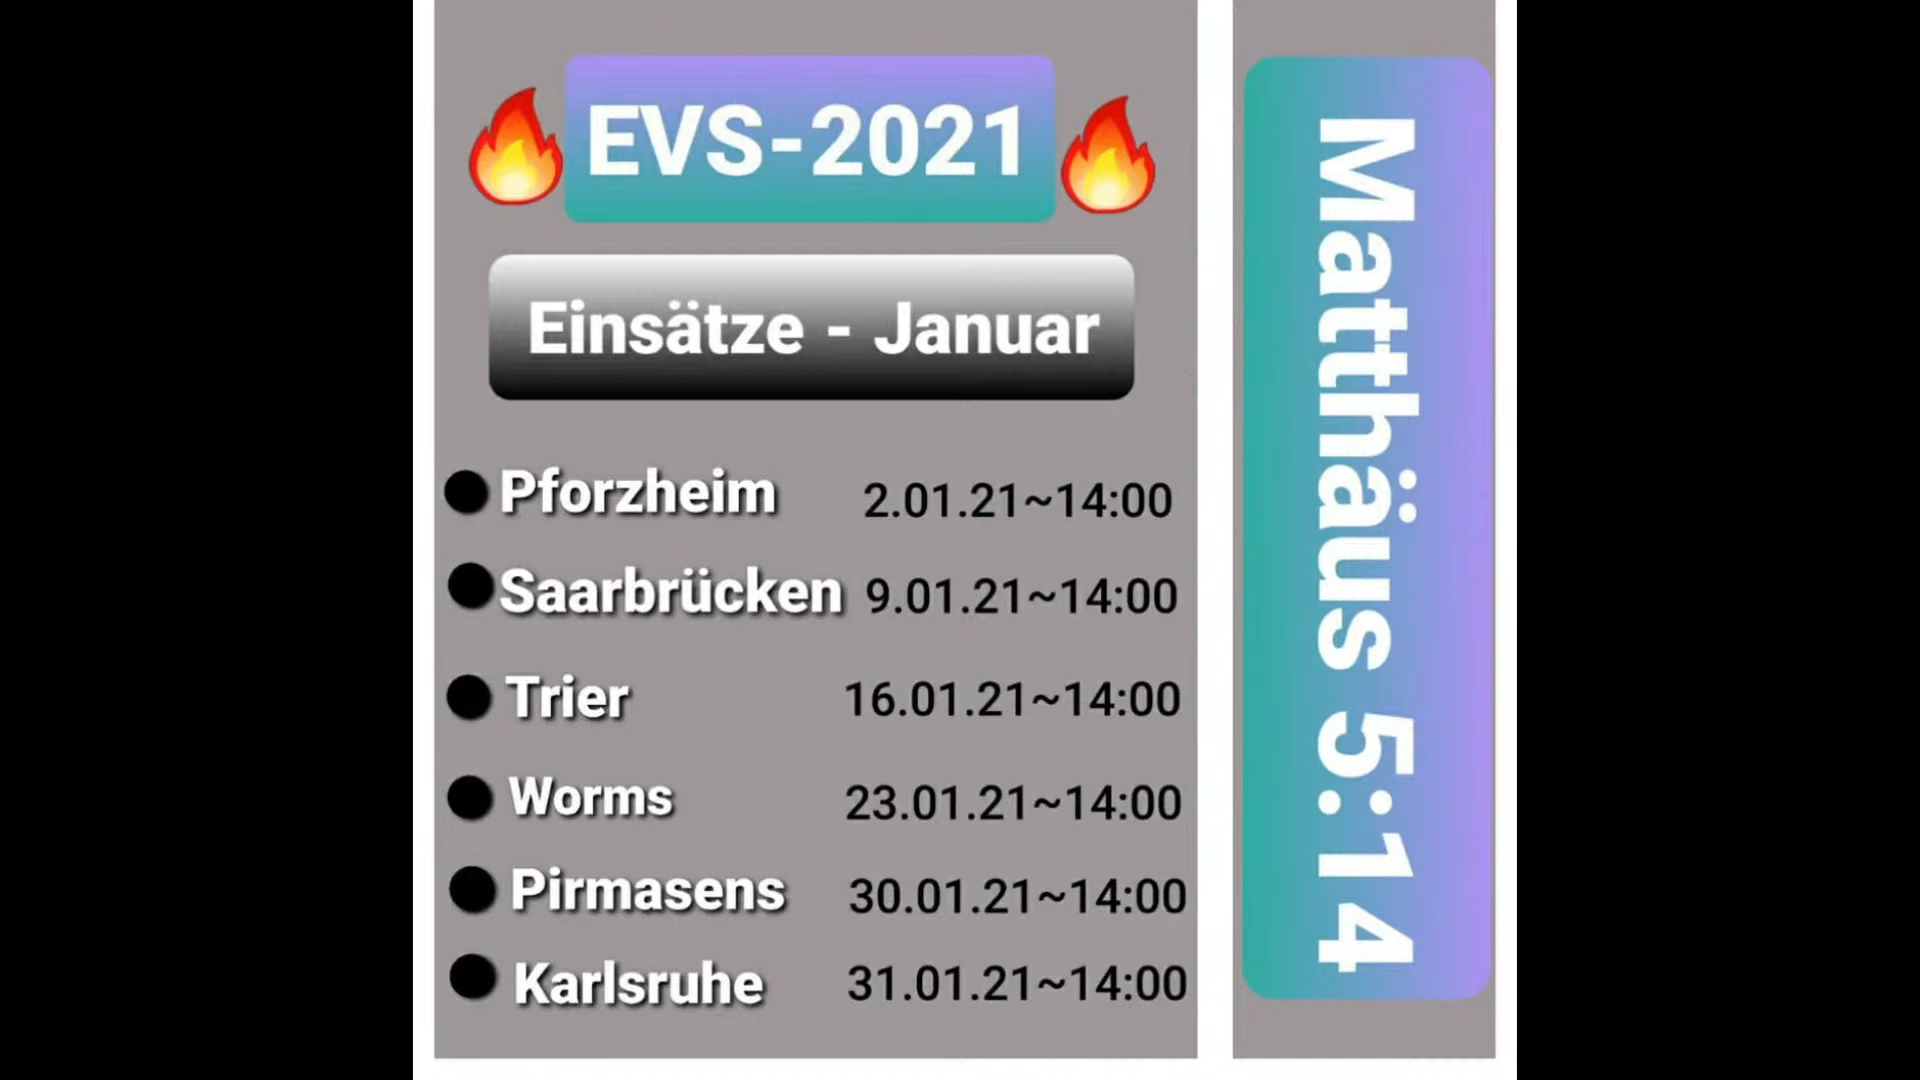 EVS-2021
Einsätze - Januar
Pforzheim 2.01.21~14:00
Saarbrücken 9.01.21~14:00
Trier 16.01.21~14:00
Worms 23.01.21~14:00
Pirmasens 30.01.21~14:00
Karlsruhe 31.01.21~14:00
Matthäus 5:14